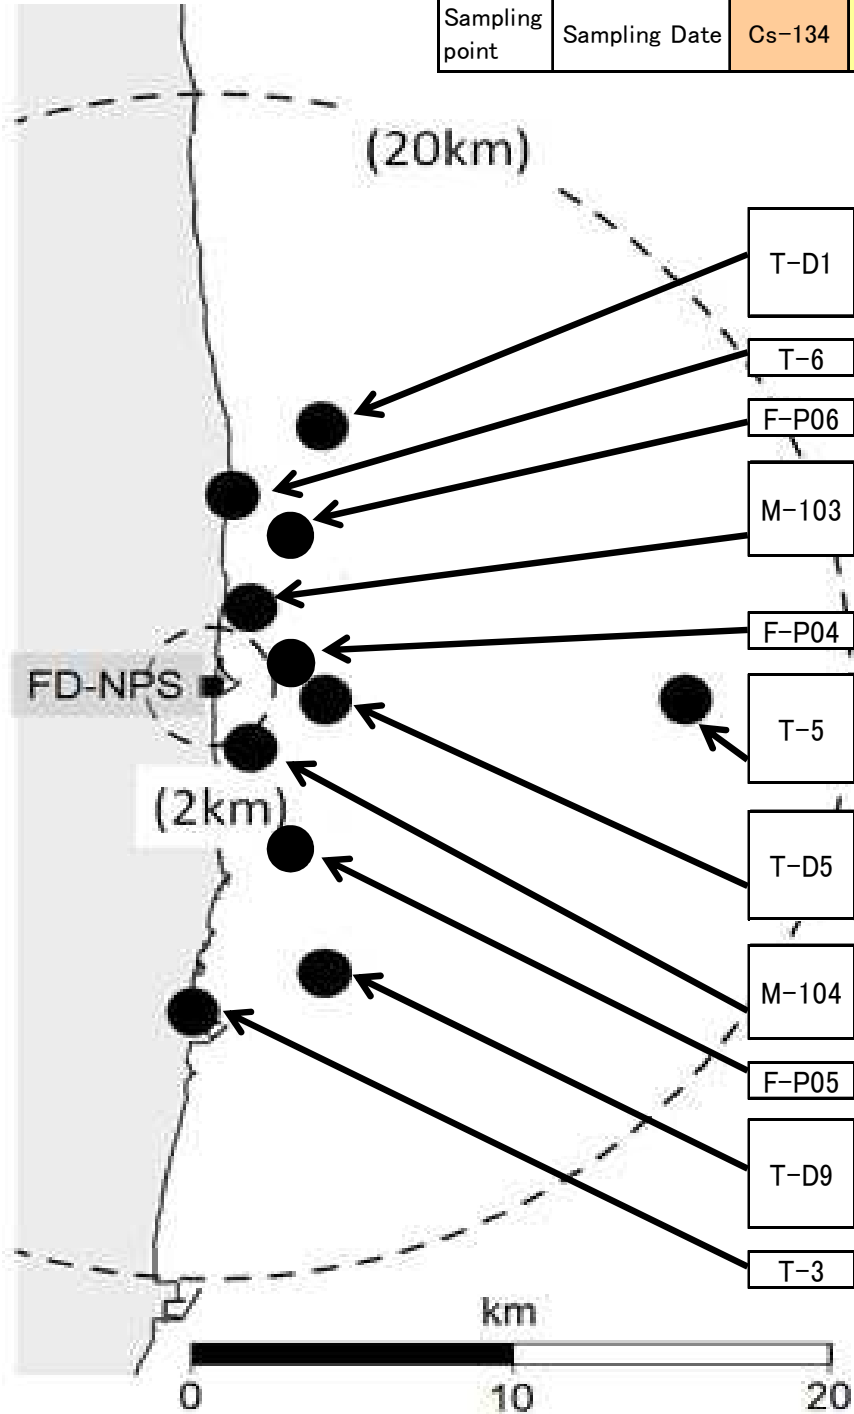 Sampling
point
Sampling Date
Cs-134
(20km)
T-D1
T-6
F-P06
M-103
F-P04
FD-NPS
T-5
(2km)
T-D5
M-104
F-P05
T-D9
T-3
km
0 10 20